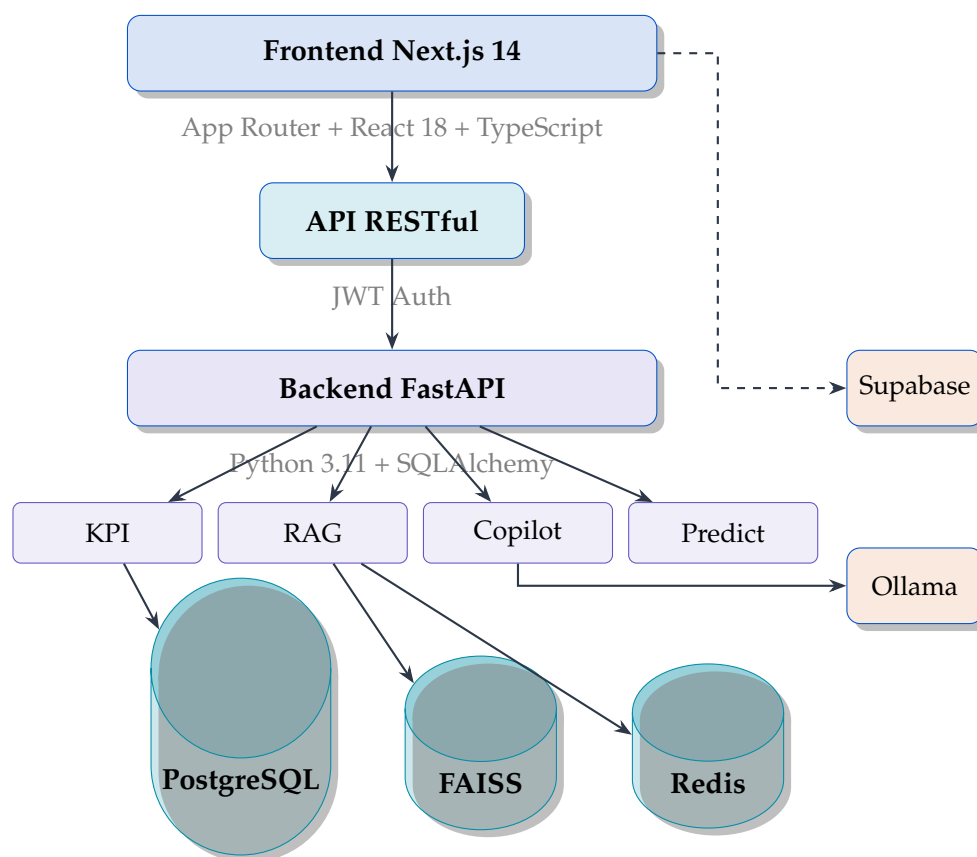 Frontend Next.js 14
App Router + React 18 + TypeScript
API RESTful
JWT Auth
Backend FastAPI
Supabase
Python 3.11 + SQLAlchemy
KPI
RAG
Copilot
Predict
Ollama
PostgreSQL
FAISS
Redis